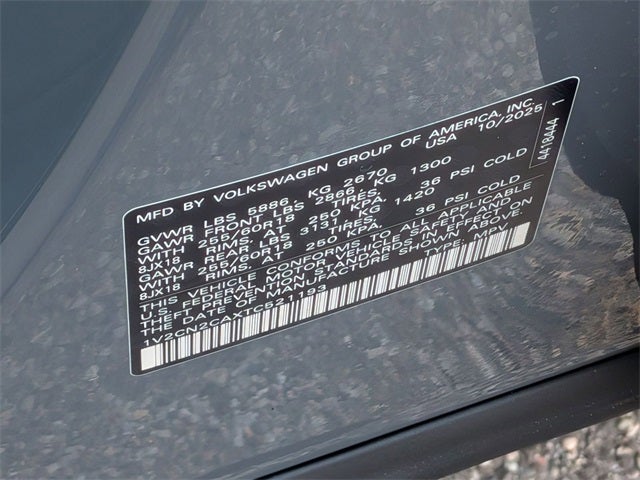 MFD BY VOLKSWAGEN GROUP OF AMERICA, INC.
USA 10/2025
GVWR LBS 5886, KG 2670
GAWR FRONT LBS 2866, KG 1300
WITH 255/60R18 TIRES,
8JX18 RIMS. AT 250 KPA. 36 PSI COLD
GAWR REAR LBS 3131, KG 1420
WITH 255/60R18 TIRES,
8JX18 RIMS. AT 250 KPA. 36 PSI COLD
THIS VEHICLE CONFORMS TO ALL APPLICABLE
U.S. FEDERAL MOTOR VEHICLE SAFETY AND
THEFT PREVENTION STANDARDS IN EFFECT ON
THE DATE OF MANUFACTURE SHOWN ABOVE.
1V2CN2CAXTC521193 TYPE: MPV
4418444 1